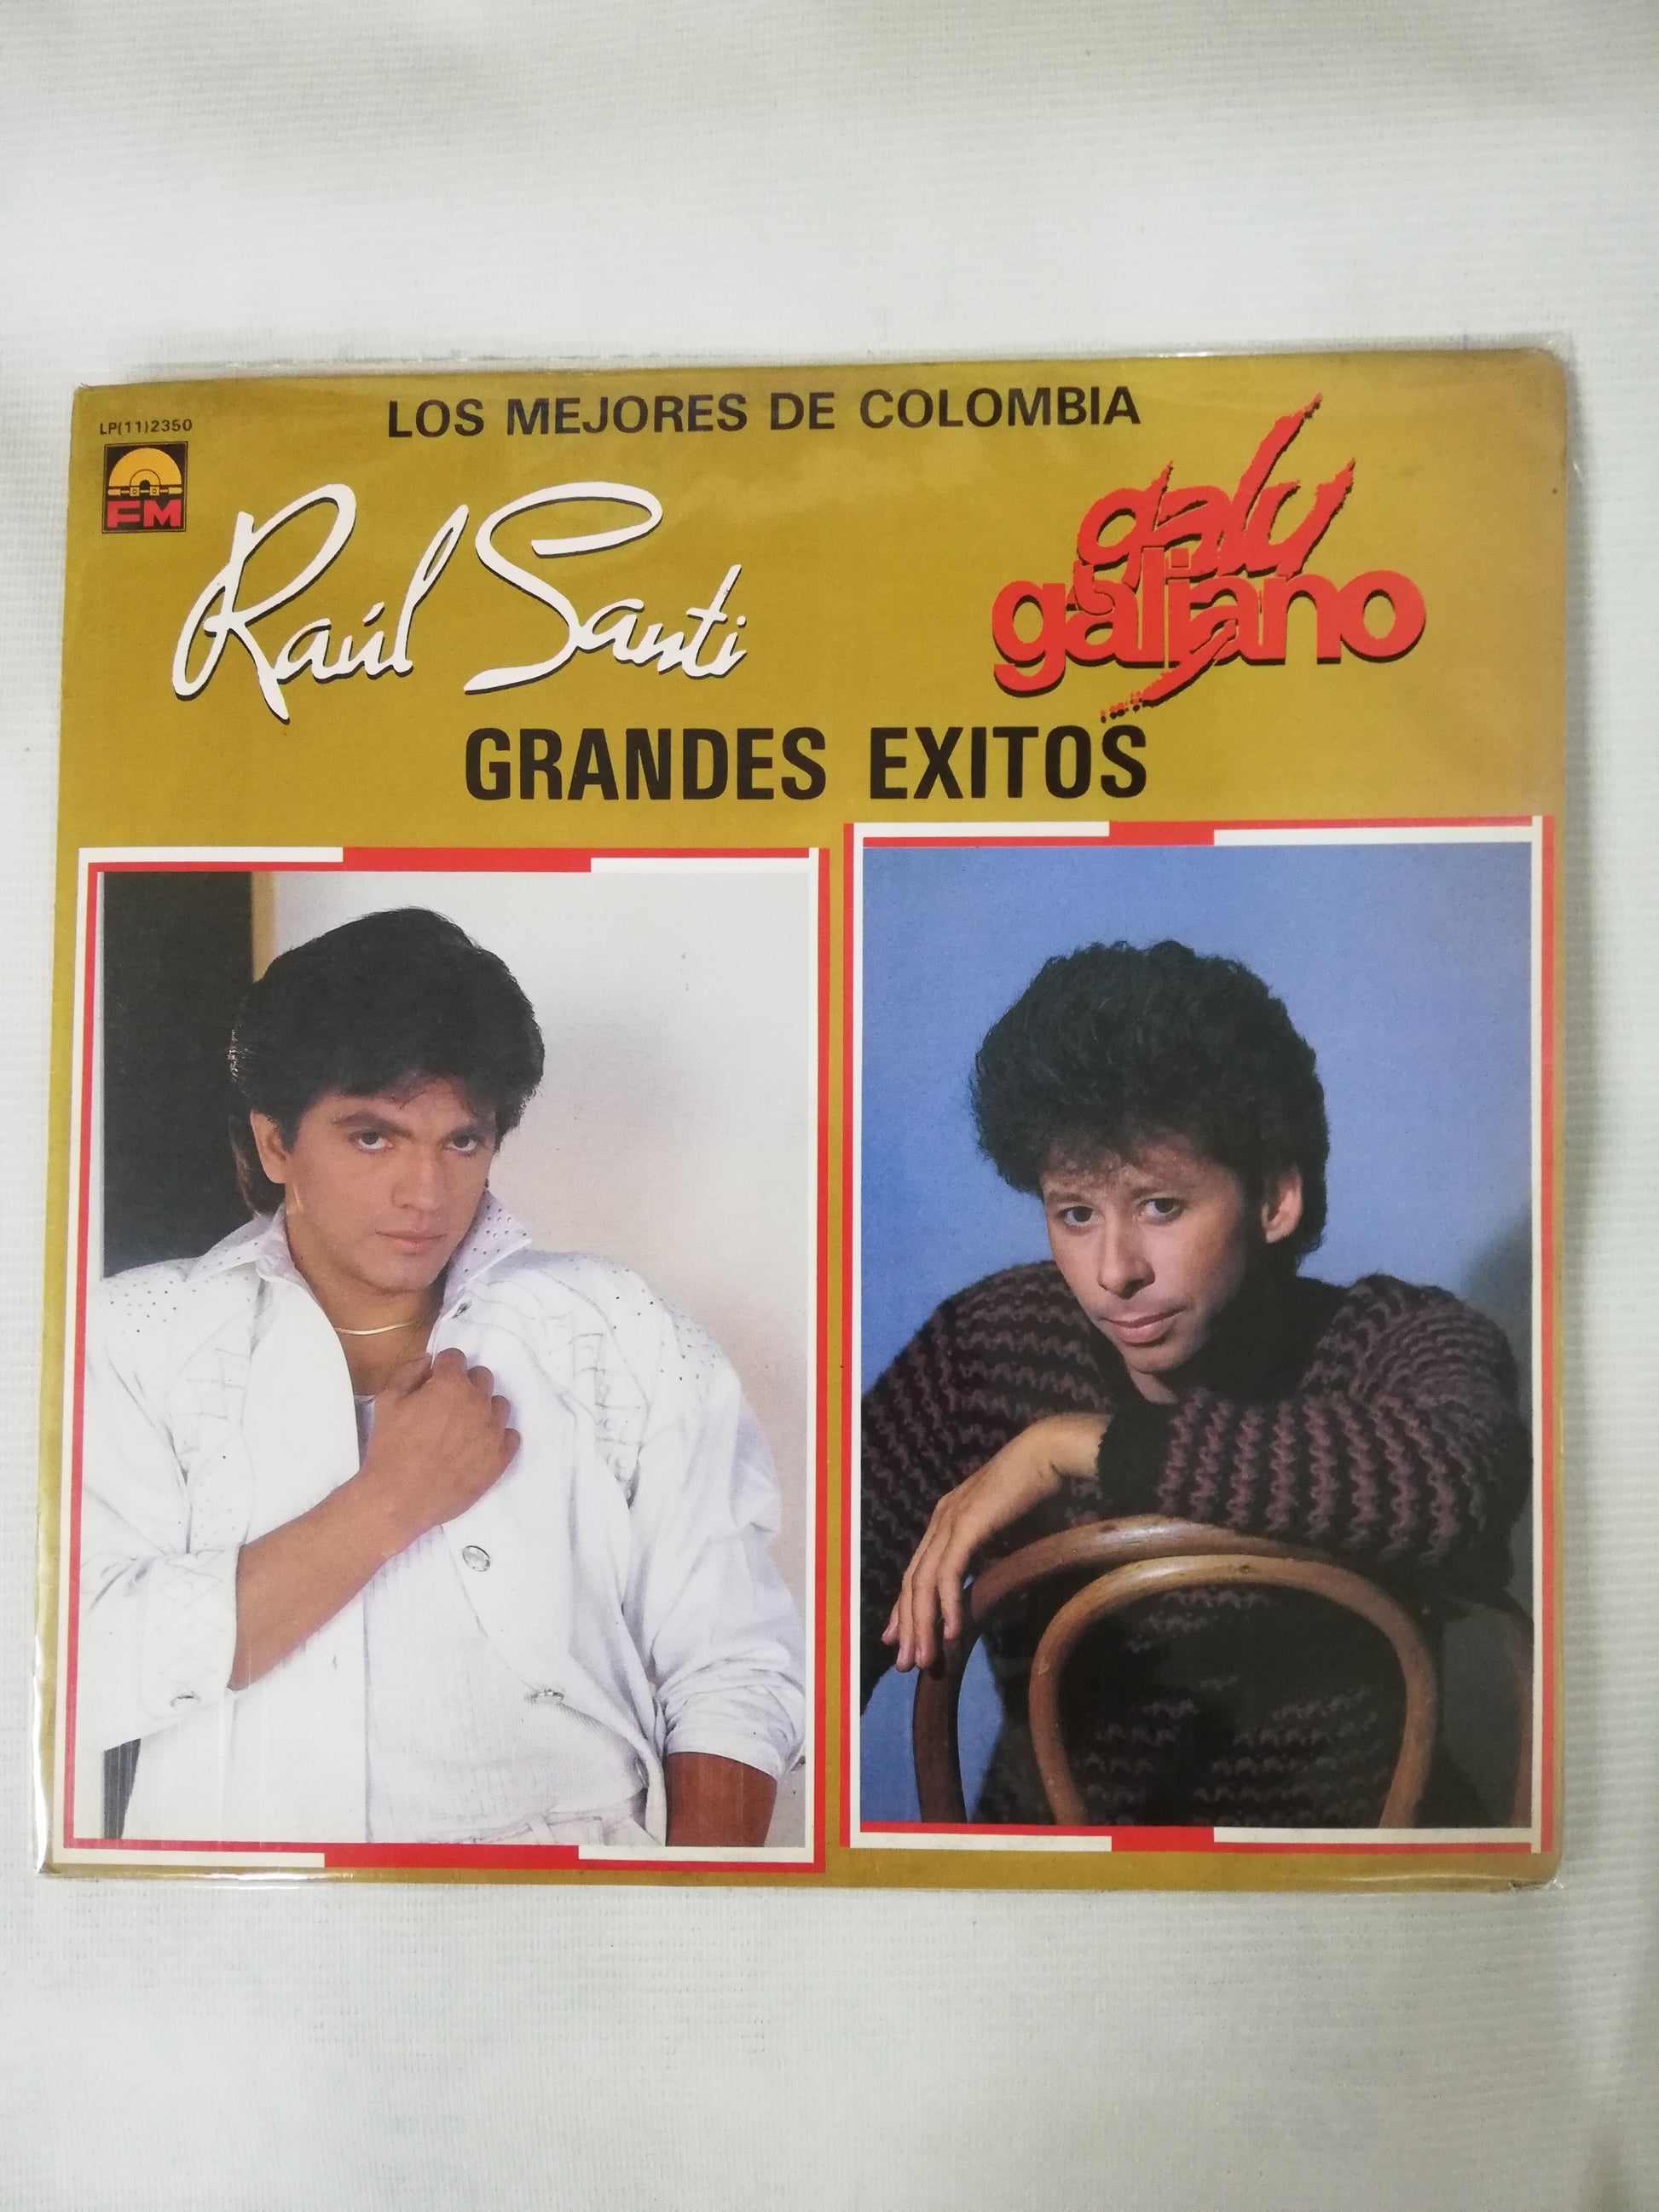 LOS MEJORES DE COLOMBIA
LP(11)2350
FM
Raúl Santi
galy
galiano
GRANDES EXITOS